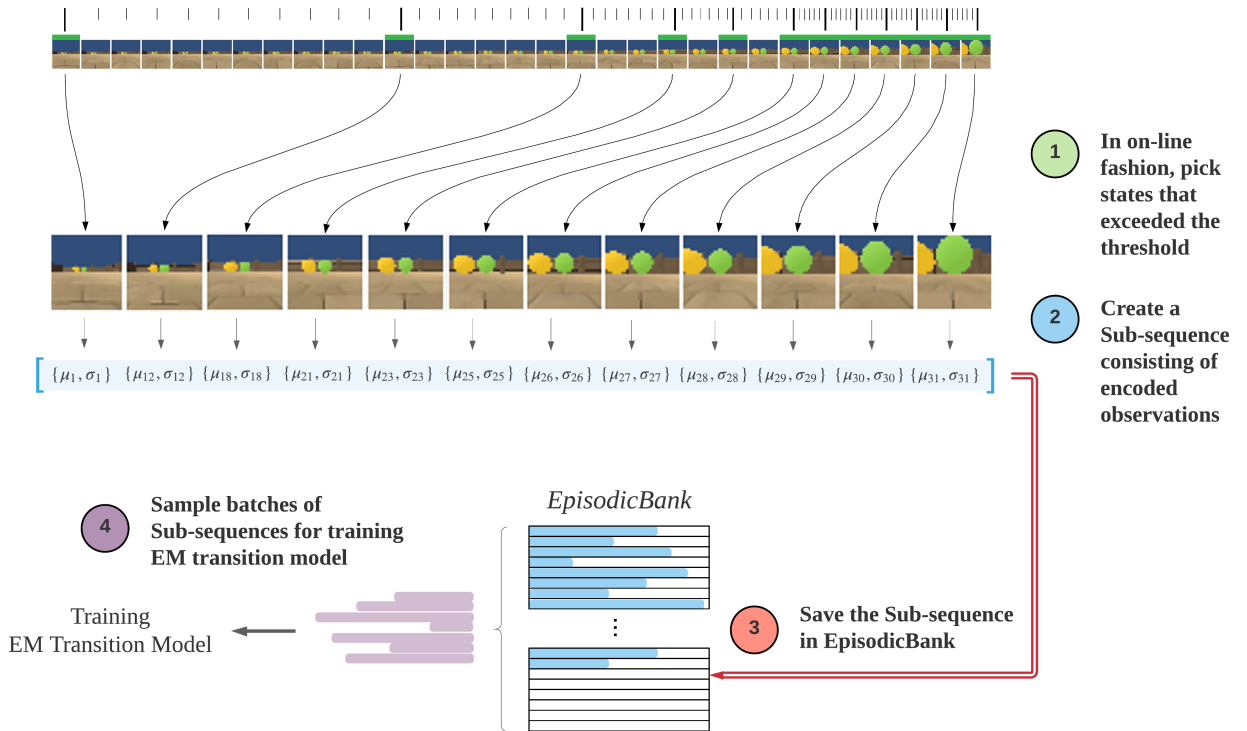 1
In on-line
fashion, pick
states that
exceeded the
threshold
2
Create a
Sub-sequence
consisting of
encoded
observations
[ {μ₁, σ₁} {μ₁₂, σ₁₂} {μ₁₈, σ₁₈} {μ₂₁, σ₂₁} {μ₂₃, σ₂₃} {μ₂₅, σ₂₅} {μ₂₆, σ₂₆} {μ₂₇, σ₂₇} {μ₂₈, σ₂₈} {μ₂₉, σ₂₉} {μ₃₀, σ₃₀} {μ₃₁, σ₃₁} ]
4
Sample batches of
Sub-sequences for training
EM transition model
EpisodicBank
3
Save the Sub-sequence
in EpisodicBank
Training
EM Transition Model